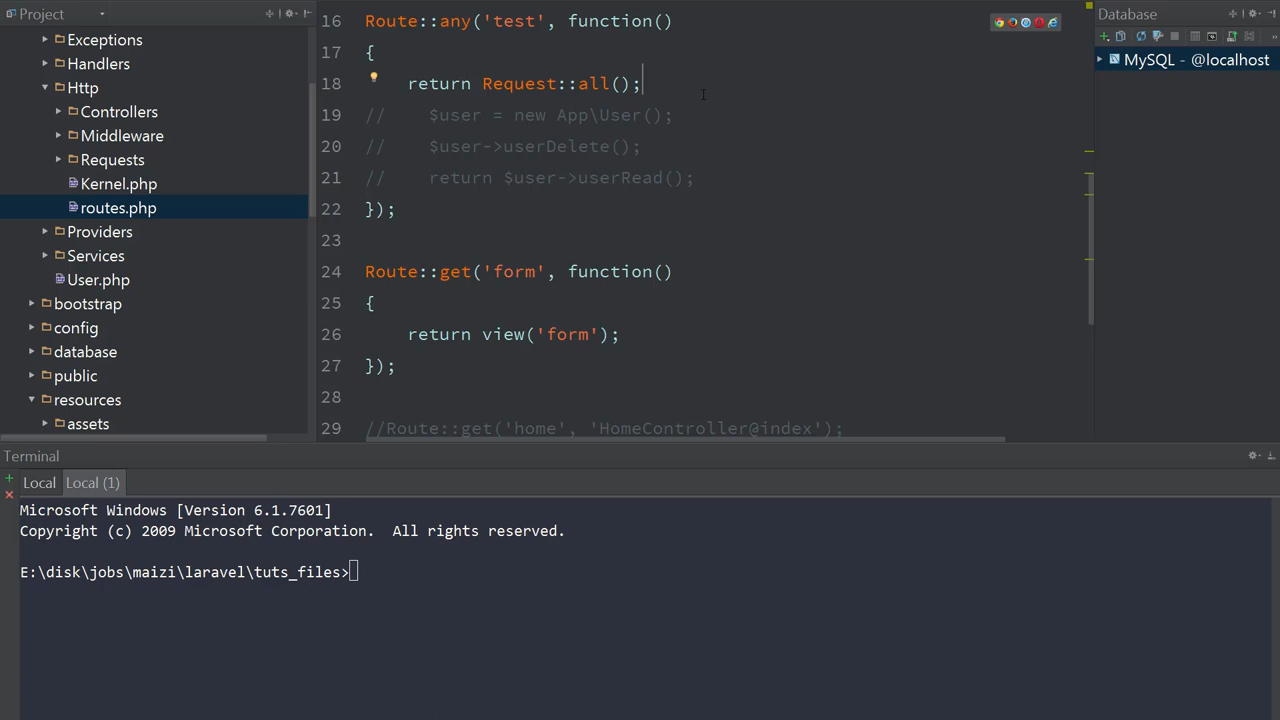 Project
Exceptions
Handlers
Http
Controllers
Middleware
Requests
Kernel.php
routes.php
Providers
Services
User.php
bootstrap
config
database
public
resources
assets
16 Route::any('test', function()
17 {
18 return Request::all();
19 // $user = new App\User();
20 // $user->userDelete();
21 // return $user->userRead();
22 });
23
24 Route::get('form', function()
25 {
26 return view('form');
27 });
28
29 //Route::get('home', 'HomeController@index');
Database
MySQL - @localhost
Terminal
Local Local (1)
Microsoft Windows [Version 6.1.7601]
Copyright (c) 2009 Microsoft Corporation.  All rights reserved.
E:\disk\jobs\maizi\laravel\tuts_files>